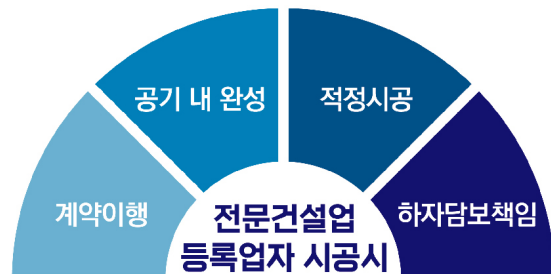 공기 내 완성
적정시공
계약이행
하자담보책임
전문건설업
등록업자 시공시